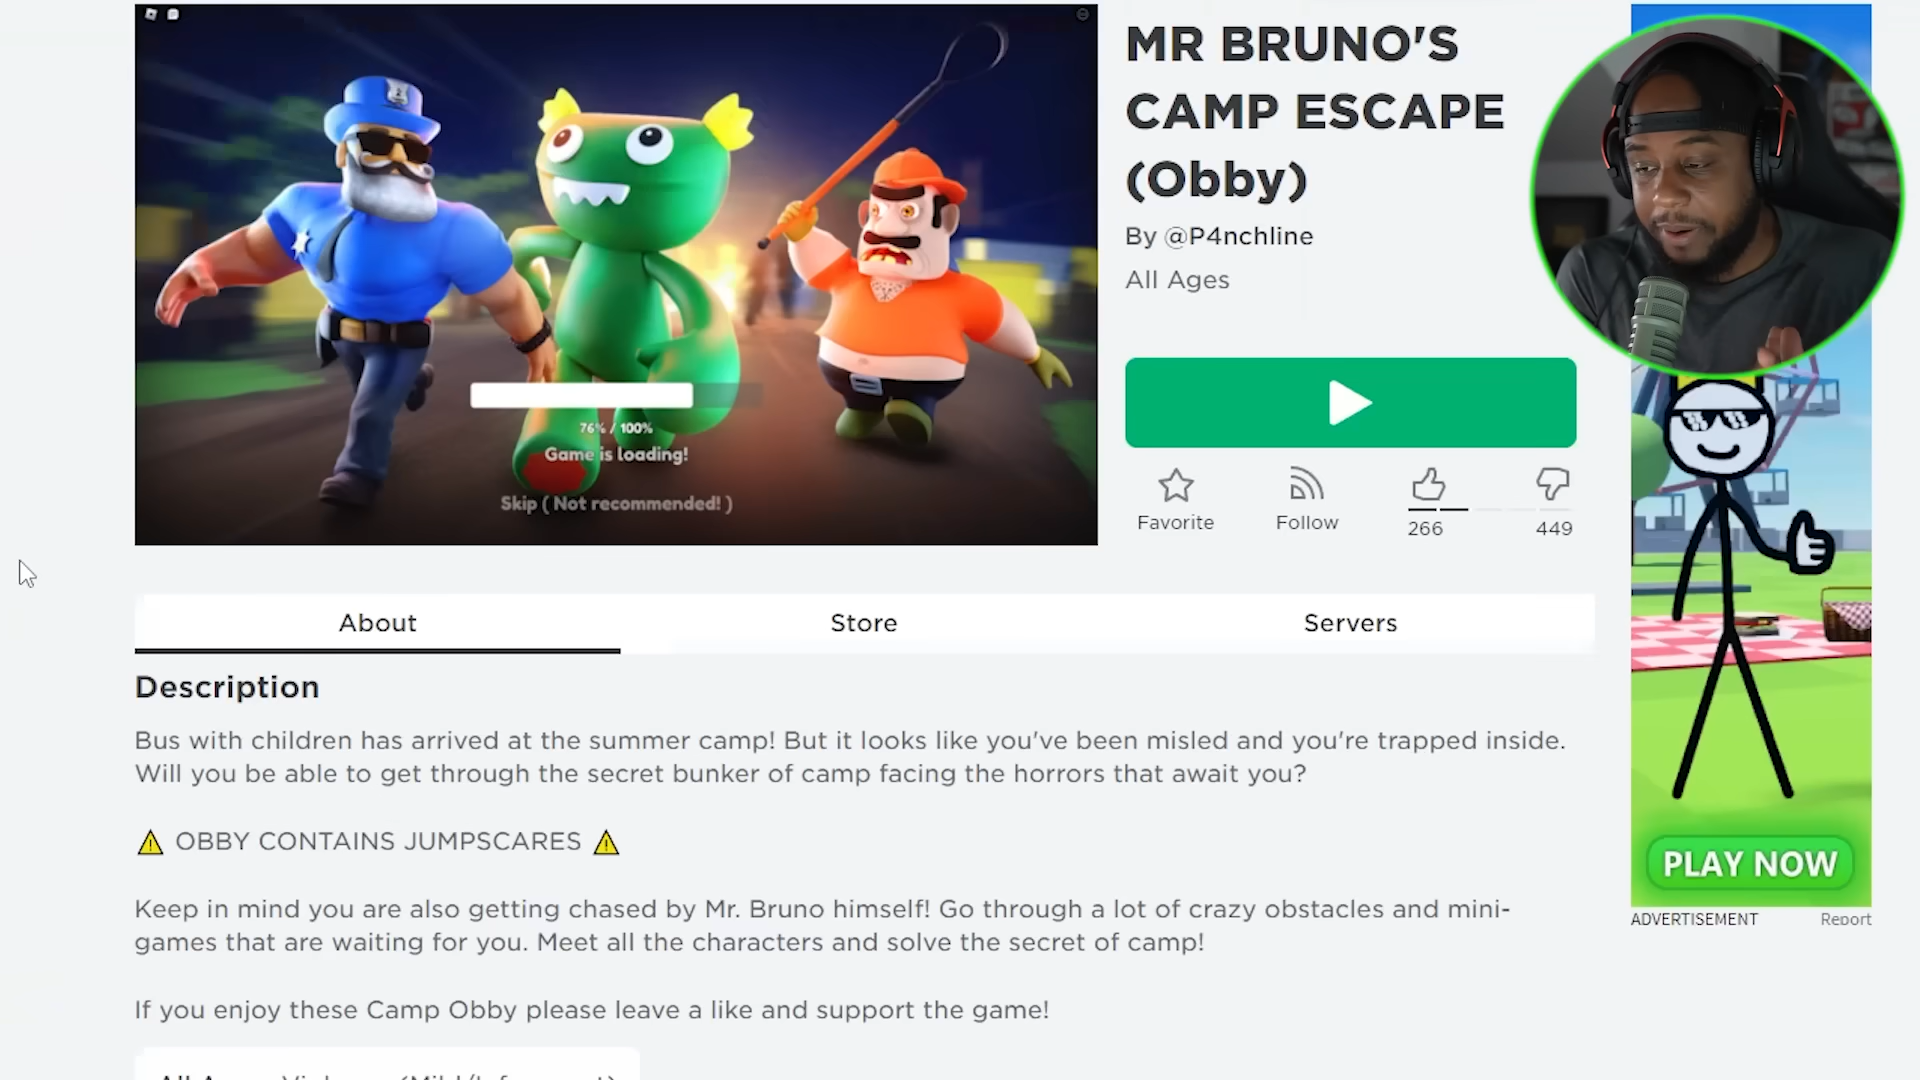 MR BRUNO'S
CAMP ESCAPE
(Obby)
By @P4nchline
All Ages
76% / 100%
Game is loading!
Skip ( Not recommended! )
Favorite
Follow
266
449
About
Store
Servers
Description
Bus with children has arrived at the summer camp! But it looks like you've been misled and you're trapped inside.
Will you be able to get through the secret bunker of camp facing the horrors that await you?
⚠ OBBY CONTAINS JUMPSCARES ⚠
Keep in mind you are also getting chased by Mr. Bruno himself! Go through a lot of crazy obstacles and mini-
games that are waiting for you. Meet all the characters and solve the secret of camp!
If you enjoy these Camp Obby please leave a like and support the game!
PLAY NOW
ADVERTISEMENT
Report